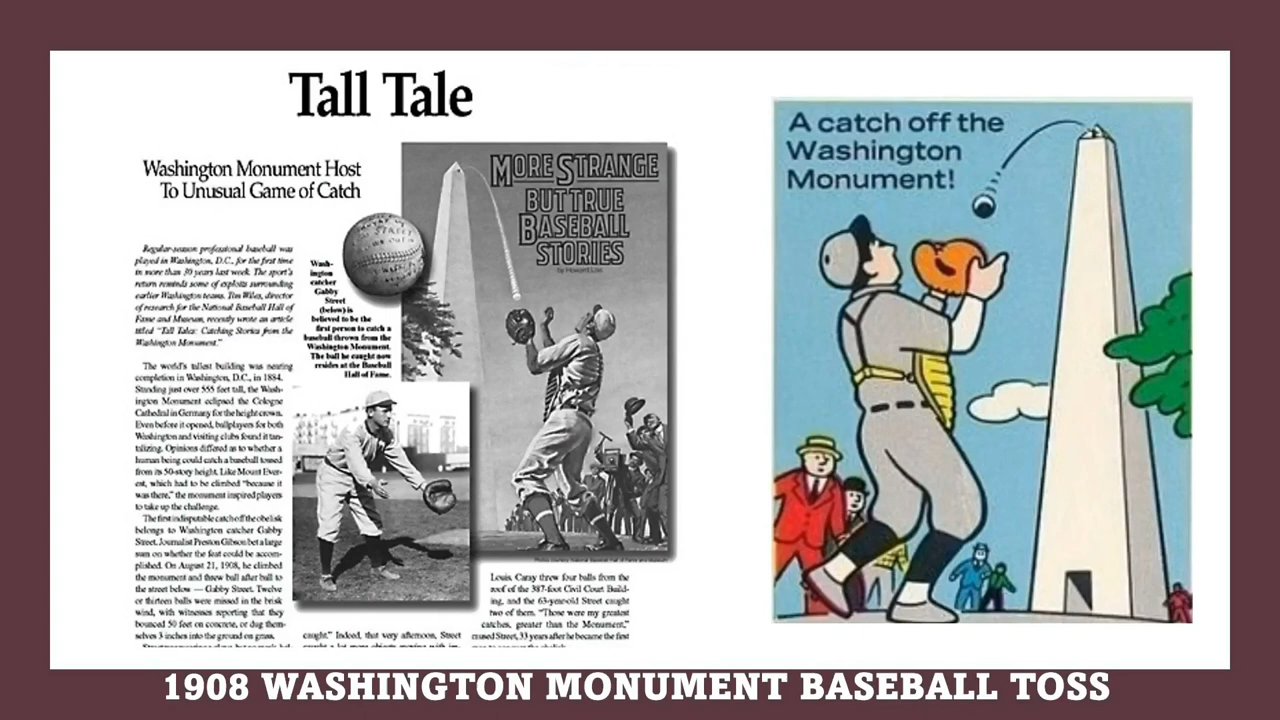 Tall Tale
Washington Monument Host
To Unusual Game of Catch
Regular-season professional baseball was
played in Washington, D.C., for the first time
in more than 30 years last week. The sport's
return reminds some of exploits surrounding
earlier Washington teams. Tim Wiles, director
of research for the National Baseball Hall of
Fame and Museum, recently wrote an article
titled "Tall Tales: Catching Stories from the
Washington Monument."
The world's tallest building was nearing
completion in Washington, D.C., in 1884.
Standing just over 555 feet tall, the Wash-
ington Monument eclipsed the Cologne
Cathedral in Germany for the height crown.
Even before it opened, ballplayers for both
Washington and visiting clubs found it tan-
talizing. Opinions differed as to whether a
human being could catch a baseball tossed
from its 50-story height. Like Mount Ever-
est, which had to be climbed "because it
was there," the monument inspired players
to take up the challenge.
The first indisputable catch off the obelisk
belongs to Washington catcher Gabby
Street. Journalist Preston Gibson bet a large
sum on whether the feat could be accom-
plished. On August 21, 1908, he climbed
the monument and threw ball after ball to
the street below — Gabby Street. Twelve
or thirteen balls were missed in the brisk
wind, with witnesses reporting that they
bounced 50 feet on concrete, or dug them-
selves 3 inches into the ground on grass.
Wash-
ington
catcher
Gabby
Street
(below) is
believed to be the
first person to catch a
baseball thrown from the
Washington Monument.
The ball he caught now
resides at the Baseball
Hall of Fame.
STREET
MORE STRANGE
BUT TRUE
BASEBALL
STORIES
by Howard Liss
caught." Indeed, that very afternoon, Street
Louis. Caray threw four balls from the
roof of the 387-foot Civil Court Build-
ing, and the 63-year-old Street caught
two of them. "Those were my greatest
catches, greater than the Monument,"
mused Street, 33 years after he became the first
A catch off the
Washington
Monument!
1908 WASHINGTON MONUMENT BASEBALL TOSS